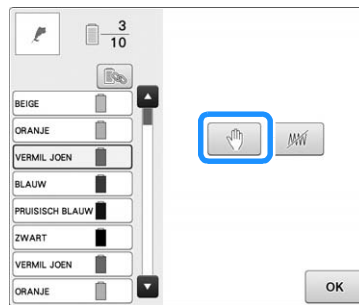 3
10
BEIGE
ORANJE
VERMIL JOEN
BLAUW
PRUISISCH BLAUW
ZWART
VERMIL JOEN
ORANJE
OK